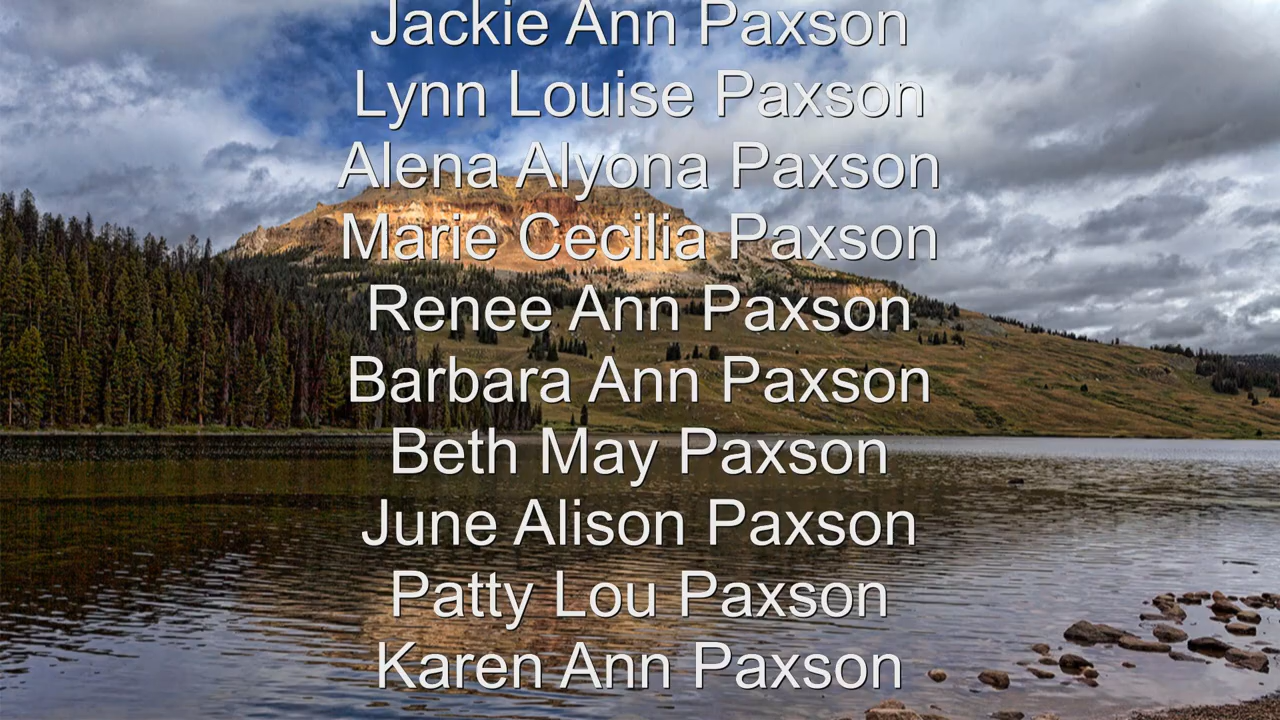 Jackie Ann Paxson
Lynn Louise Paxson
Alena Alyona Paxson
Marie Cecilia Paxson
Renee Ann Paxson
Barbara Ann Paxson
Beth May Paxson
June Alison Paxson
Patty Lou Paxson
Karen Ann Paxson